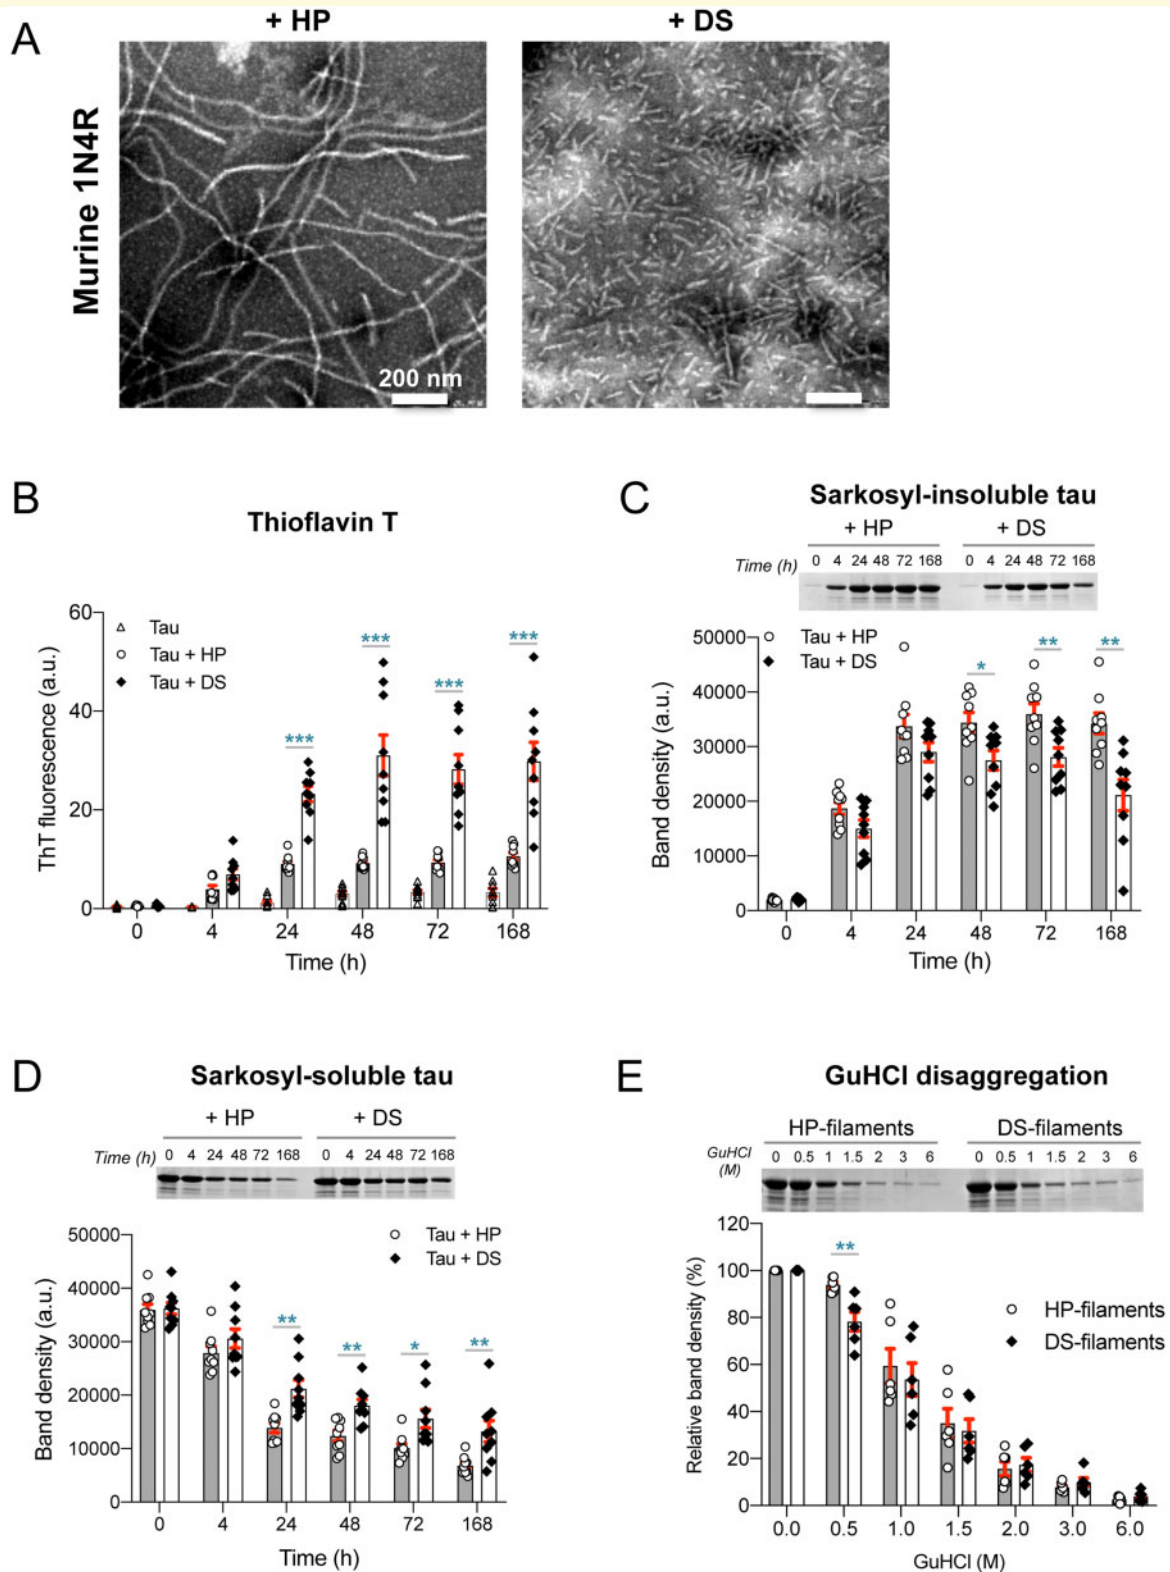 A
+ HP
+ DS
Murine 1N4R
200 nm
B
Thioflavin T
Tau
Tau + HP
Tau + DS
ThT fluorescence (a.u.)
60
40
20
0
***
***
***
***
0 4 24 48 72 168
Time (h)
C
Sarkosyl-insoluble tau
+ HP
+ DS
Time (h) 0 4 24 48 72 168 0 4 24 48 72 168
Tau + HP
Tau + DS
Band density (a.u.)
50000
40000
30000
20000
10000
0
*
**
**
0 4 24 48 72 168
Time (h)
D
Sarkosyl-soluble tau
+ HP
+ DS
Time (h) 0 4 24 48 72 168 0 4 24 48 72 168
Tau + HP
Tau + DS
Band density (a.u.)
50000
40000
30000
20000
10000
0
**
**
*
**
0 4 24 48 72 168
Time (h)
E
GuHCl disaggregation
HP-filaments
DS-filaments
GuHCl
(M)
0 0.5 1 1.5 2 3 6 0 0.5 1 1.5 2 3 6
HP-filaments
DS-filaments
Relative band density (%)
120
100
80
60
40
20
0
**
0.0 0.5 1.0 1.5 2.0 3.0 6.0
GuHCl (M)